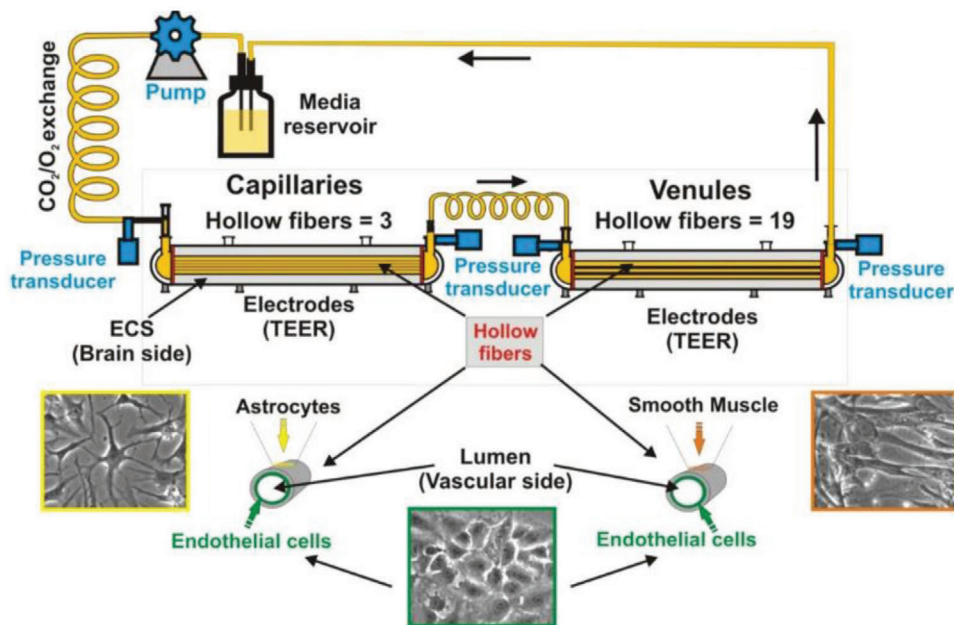 CO₂/O₂ exchange
Pump
Media
reservoir
Capillaries
Hollow fibers = 3
Venules
Hollow fibers = 19
Pressure
transducer
Pressure
transducer
Pressure
transducer
Electrodes
(TEER)
Electrodes
(TEER)
ECS
(Brain side)
Hollow
fibers
Astrocytes
Smooth Muscle
Lumen
(Vascular side)
Endothelial cells
Endothelial cells